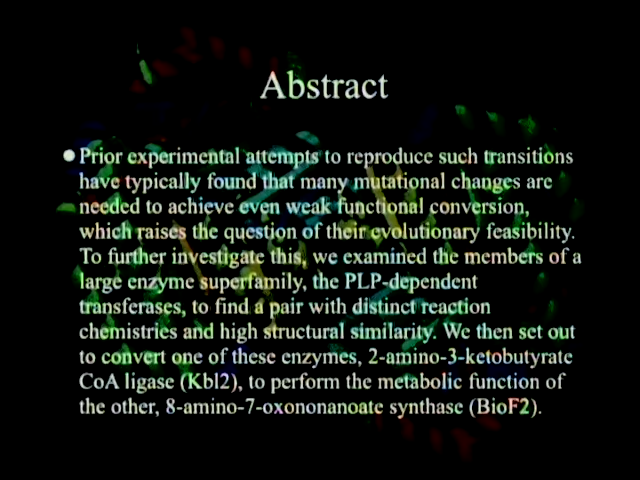 Abstract
Prior experimental attempts to reproduce such transitions
have typically found that many mutational changes are
needed to achieve even weak functional conversion,
which raises the question of their evolutionary feasibility.
To further investigate this, we examined the members of a
large enzyme superfamily, the PLP-dependent
transferases, to find a pair with distinct reaction
chemistries and high structural similarity. We then set out
to convert one of these enzymes, 2-amino-3-ketobutyrate
CoA ligase (Kbl2), to perform the metabolic function of
the other, 8-amino-7-oxononanoate synthase (BioF2).